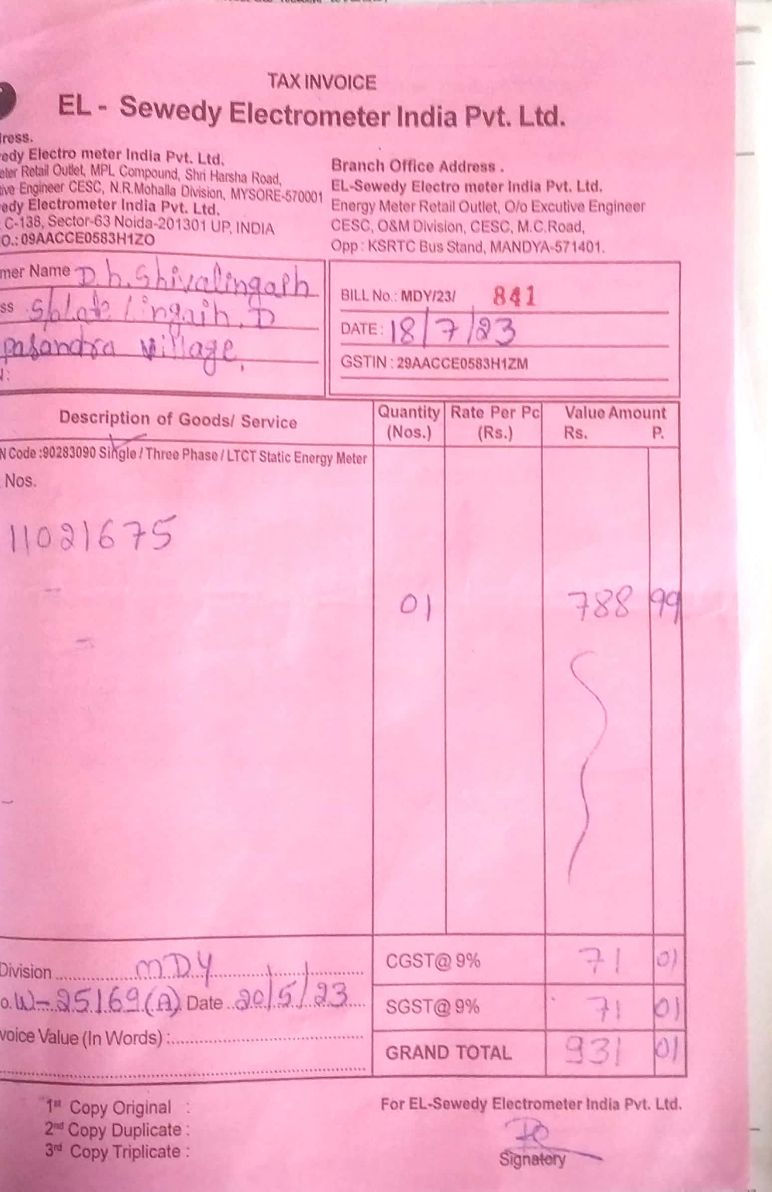 TAX INVOICE
EL - Sewedy Electrometer India Pvt. Ltd.
ress.
edy Electro meter India Pvt. Ltd.
eter Retail Outlet, MPL Compound, Shri Harsha Road,
tive Engineer CESC, N.R.Mohalla Division, MYSORE-570001
edy Electrometer India Pvt. Ltd.
C-138, Sector-63 Noida-201301 UP, INDIA
O.: 09AACCE0583H1ZO
Branch Office Address .
EL-Sewedy Electro meter India Pvt. Ltd.
Energy Meter Retail Outlet, O/o Excutive Engineer
CESC, O&M Division, CESC, M.C.Road,
Opp : KSRTC Bus Stand, MANDYA-571401.
mer Name D.h. Shivalingaih
ss S/o late Lingaih. D
pasandra village,
BILL No.: MDY/23/ 841
DATE : 18/7/23
GSTIN : 29AACCE0583H1ZM
Description of Goods/ Service Quantity (Nos.) Rate Per Pc (Rs.) Value Amount Rs. P.
N Code :90283090 Single / Three Phase / LTCT Static Energy Meter
Nos.
11021675
01 788 99
Division MDY
CGST@ 9% 71 01
o. W-25169(A) Date 20/5/23
SGST@ 9% 71 01
voice Value (In Words) :
GRAND TOTAL 931 01
1st Copy Original :
2nd Copy Duplicate :
3rd Copy Triplicate :
For EL-Sewedy Electrometer India Pvt. Ltd.
Signatory